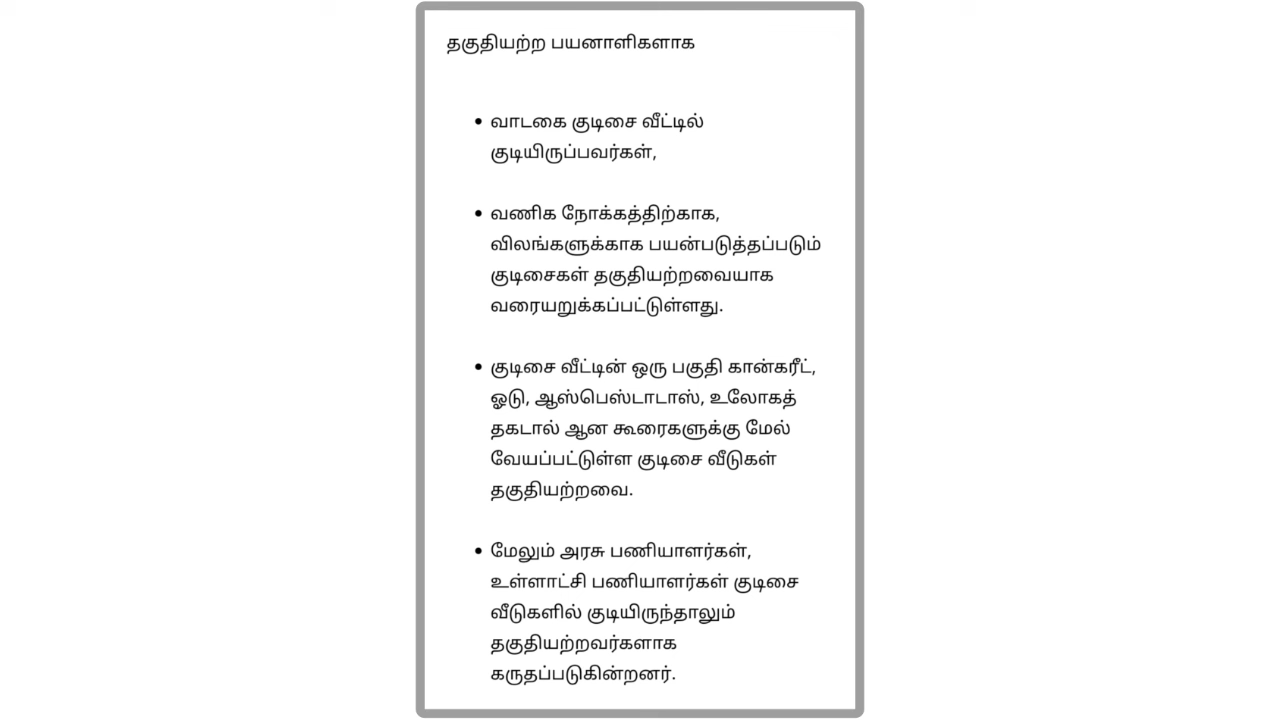 தகுதியற்ற பயனாளிகளாக
• வாடகை குடிசை வீட்டில்
குடியிருப்பவர்கள்,
• வணிக நோக்கத்திற்காக,
விலங்களுக்காக பயன்படுத்தப்படும்
குடிசைகள் தகுதியற்றவையாக
வரையறுக்கப்பட்டுள்ளது.
• குடிசை வீட்டின் ஒரு பகுதி கான்கரீட்,
ஓடு, ஆஸ்பெஸ்டாடாஸ், உலோகத்
தகடால் ஆன கூரைகளுக்கு மேல்
வேயப்பட்டுள்ள குடிசை வீடுகள்
தகுதியற்றவை.
• மேலும் அரசு பணியாளர்கள்,
உள்ளாட்சி பணியாளர்கள் குடிசை
வீடுகளில் குடியிருந்தாலும்
தகுதியற்றவர்களாக
கருதப்படுகின்றனர்.